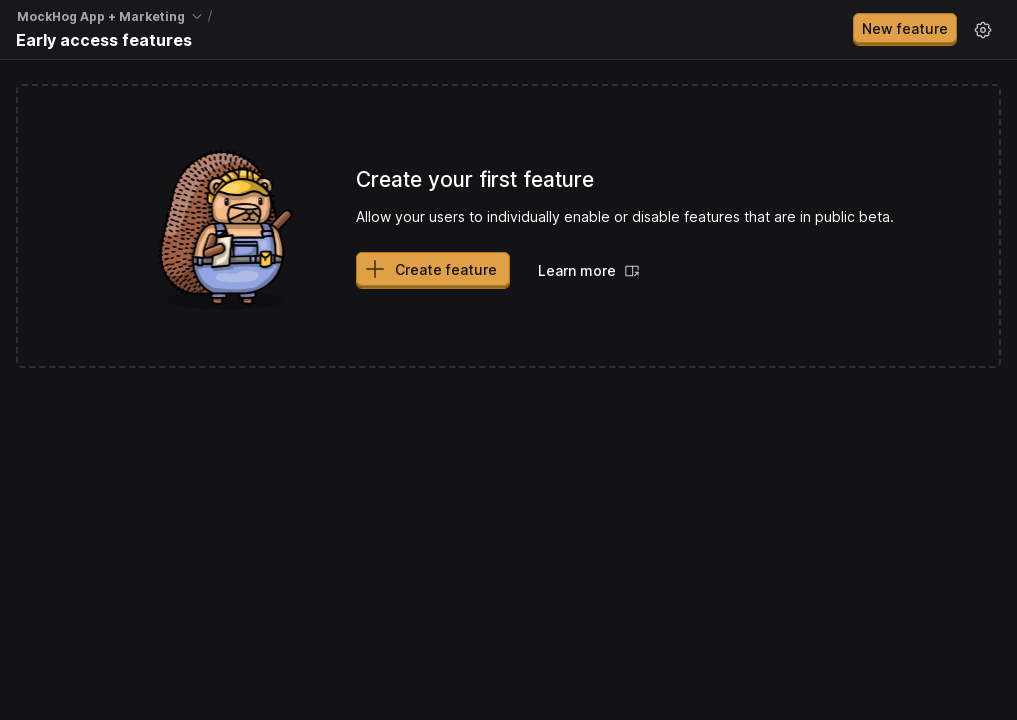 MockHog App + Marketing /
Early access features
New feature
Create your first feature
Allow your users to individually enable or disable features that are in public beta.
Create feature
Learn more